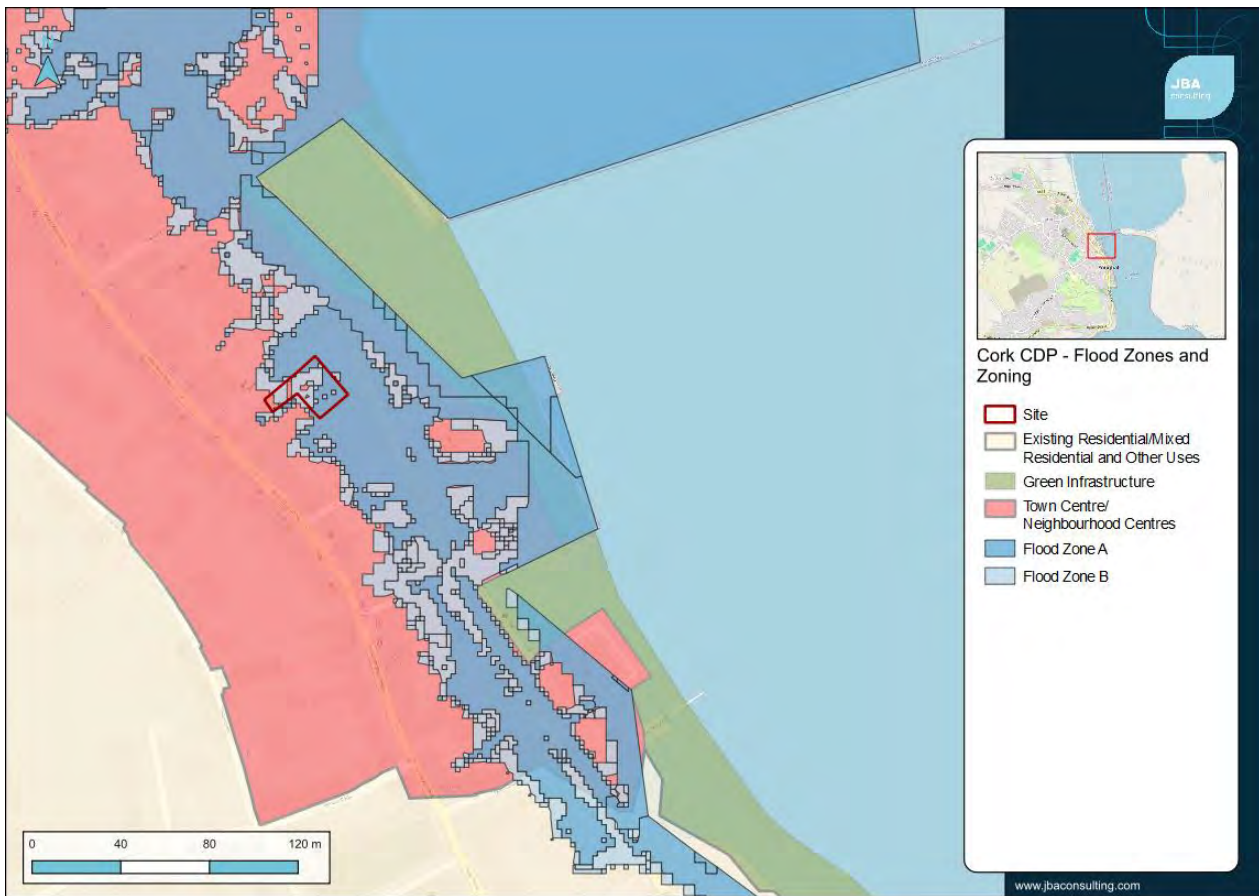 JBA
consulting
Youghal
Cork CDP - Flood Zones and
Zoning
Site
Existing Residential/Mixed
Residential and Other Uses
Green Infrastructure
Town Centre/
Neighbourhood Centres
Flood Zone A
Flood Zone B
0 40 80 120 m
www.jbaconsulting.com